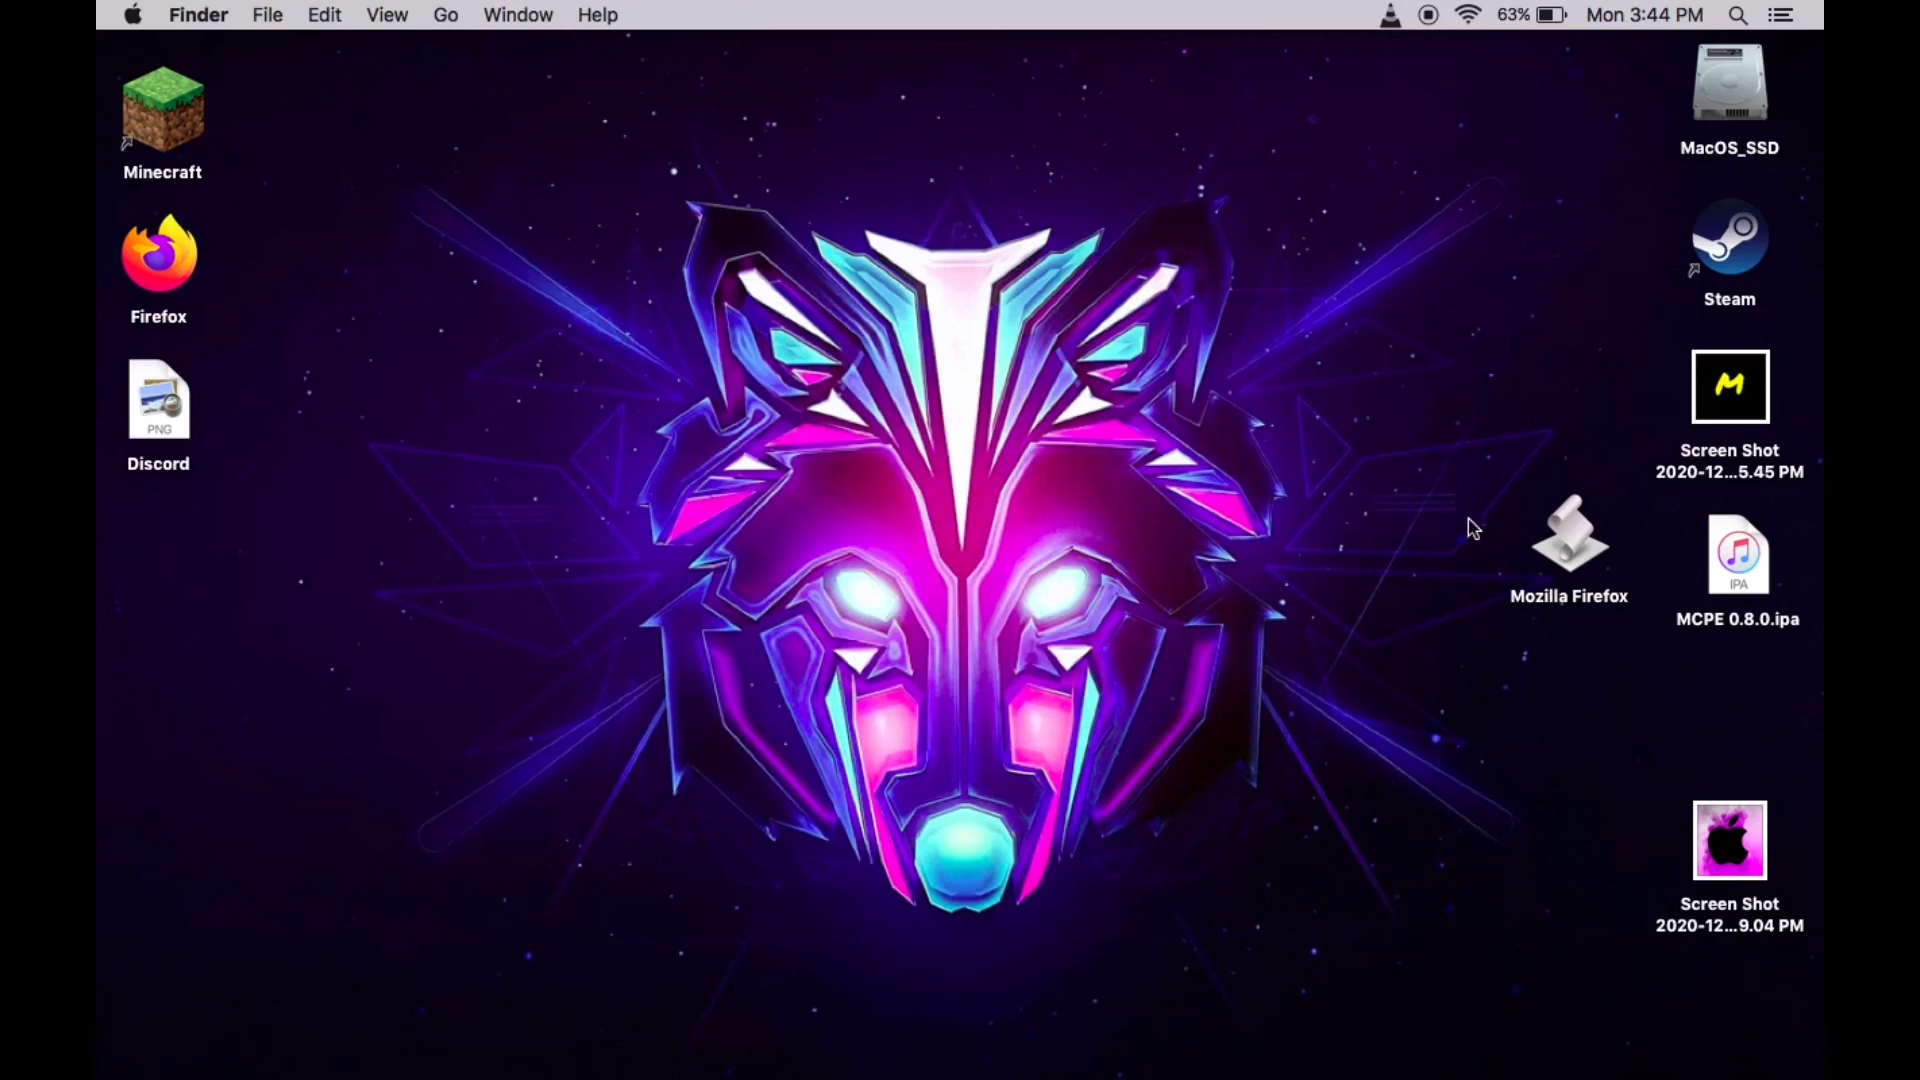 Finder File Edit View Go Window Help 63% Mon 3:44 PM
Minecraft
Firefox
PNG
Discord
MacOS_SSD
Steam
M
Screen Shot
2020-12...5.45 PM
Mozilla Firefox
IPA
MCPE 0.8.0.ipa
Screen Shot
2020-12...9.04 PM